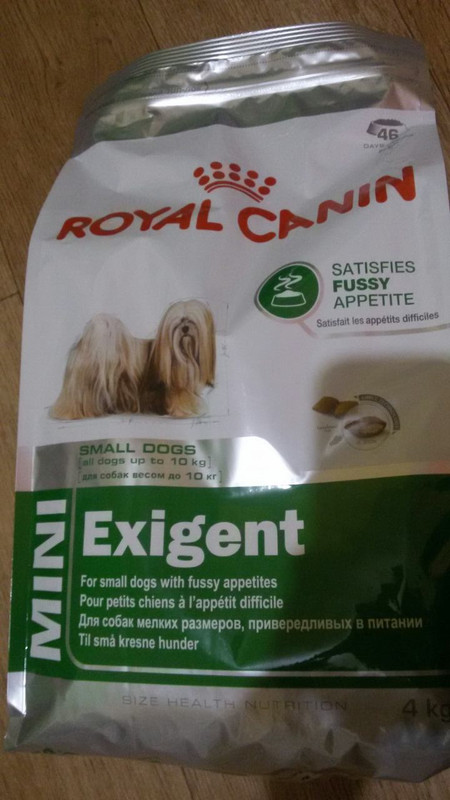 46
DAYS
ROYAL CANIN
SATISFIES
FUSSY
APPETITE
Satisfait les appétits difficiles
SMALL DOGS
[all dogs up to 10 kg]
[для собак весом до 10 кг]
MINI
Exigent
For small dogs with fussy appetites
Pour petits chiens à l'appétit difficile
Для собак мелких размеров, привередливых в питании
Til små kresne hunder
SIZE HEALTH NUTRITION
4 kg